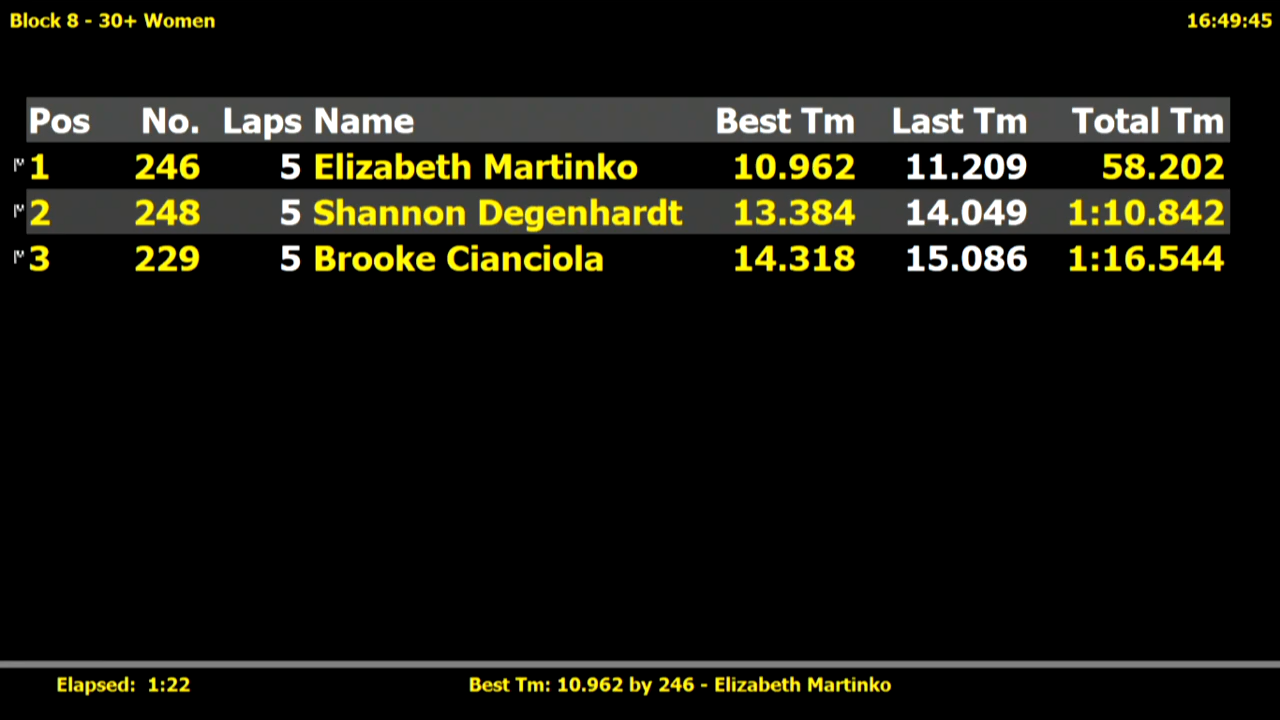 Block 8 - 30+ Women 16:49:45
Pos No. Laps Name Best Tm Last Tm Total Tm
1 246 5 Elizabeth Martinko 10.962 11.209 58.202
2 248 5 Shannon Degenhardt 13.384 14.049 1:10.842
3 229 5 Brooke Cianciola 14.318 15.086 1:16.544
Elapsed: 1:22 Best Tm: 10.962 by 246 - Elizabeth Martinko